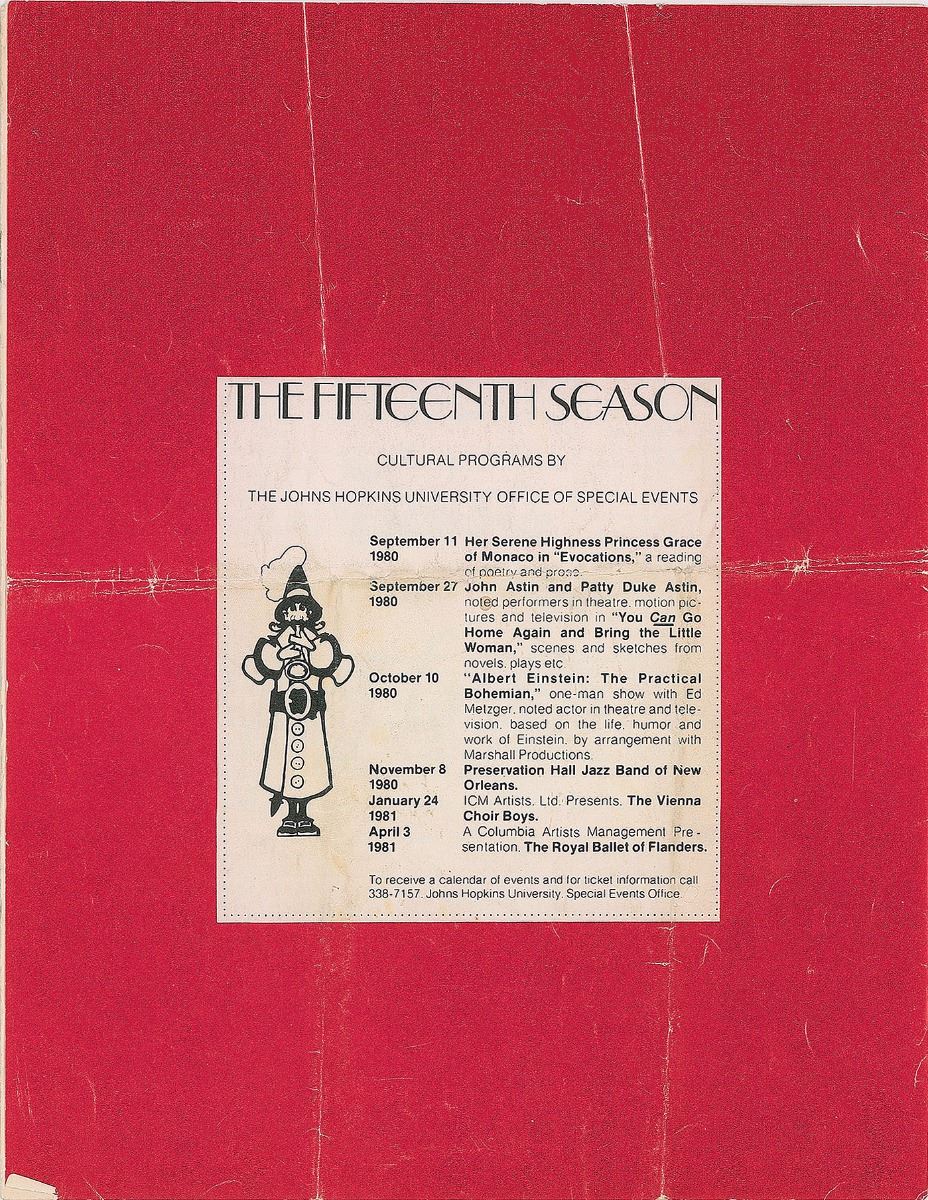 THE FIFTEENTH SEASON
CULTURAL PROGRAMS BY
THE JOHNS HOPKINS UNIVERSITY OFFICE OF SPECIAL EVENTS
September 11 Her Serene Highness Princess Grace
1980 of Monaco in “Evocations,” a reading
of poetry and prose.
September 27 John Astin and Patty Duke Astin,
1980 noted performers in theatre, motion pic-
tures and television in “You Can Go
Home Again and Bring the Little
Woman,” scenes and sketches from
novels, plays etc
October 10 “Albert Einstein: The Practical
1980 Bohemian,” one-man show with Ed
Metzger, noted actor in theatre and tele-
vision, based on the life, humor and
work of Einstein, by arrangement with
Marshall Productions.
November 8 Preservation Hall Jazz Band of New
1980 Orleans.
January 24 ICM Artists, Ltd. Presents, The Vienna
1981 Choir Boys.
April 3 A Columbia Artists Management Pre-
1981 sentation, The Royal Ballet of Flanders.
To receive a calendar of events and for ticket information call
338-7157. Johns Hopkins University, Special Events Office.